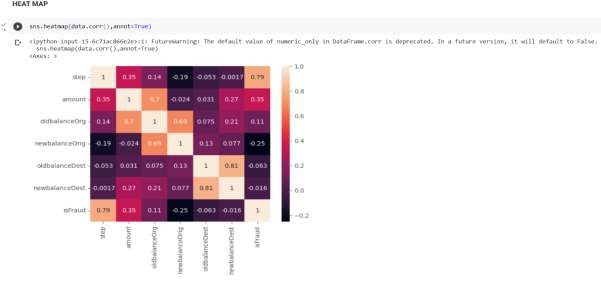 HEAT MAP
sns.heatmap(data.corr(),annot=True)
<ipython-input-15-6c71ac866e2e>:1: FutureWarning: The default value of numeric_only in DataFrame.corr is deprecated. In a future version, it will default to False.
sns.heatmap(data.corr(),annot=True)
<Axes: >
step 1 0.35 0.14 -0.19 -0.053 -0.0017 0.79
amount 0.35 1 0.7 -0.024 0.031 0.27 0.35
oldbalanceOrg 0.14 0.7 1 0.69 0.075 0.21 0.11
newbalanceOrig -0.19 -0.024 0.69 1 0.13 0.077 -0.25
oldbalanceDest -0.053 0.031 0.075 0.13 1 0.81 -0.063
newbalanceDest -0.0017 0.27 0.21 0.077 0.81 1 -0.016
isFraud 0.79 0.35 0.11 -0.25 -0.063 -0.016 1
step amount oldbalanceOrg newbalanceOrig oldbalanceDest newbalanceDest isFraud
1.0
0.8
0.6
0.4
0.2
0.0
−0.2